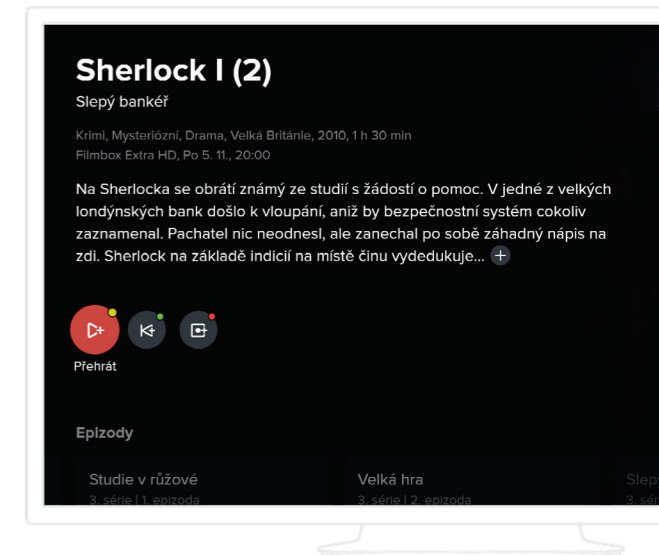 Sherlock I (2)
Slepý bankéř
Krimi, Mysteriózní, Drama, Velká Británie, 2010, 1 h 30 min
Filmbox Extra HD, Po 5. 11., 20:00
Na Sherlocka se obrátí známý ze studií s žádostí o pomoc. V jedné z velkých
londýnských bank došlo k vloupání, aniž by bezpečnostní systém cokoliv
zaznamenal. Pachatel nic neodnesl, ale zanechal po sobě záhadný nápis na
zdi. Sherlock na základě indicií na místě činu vydedukuje...
Přehrát
Epizody
Studie v růžové
3. série | 1. epizoda
Velká hra
3. série | 2. epizoda